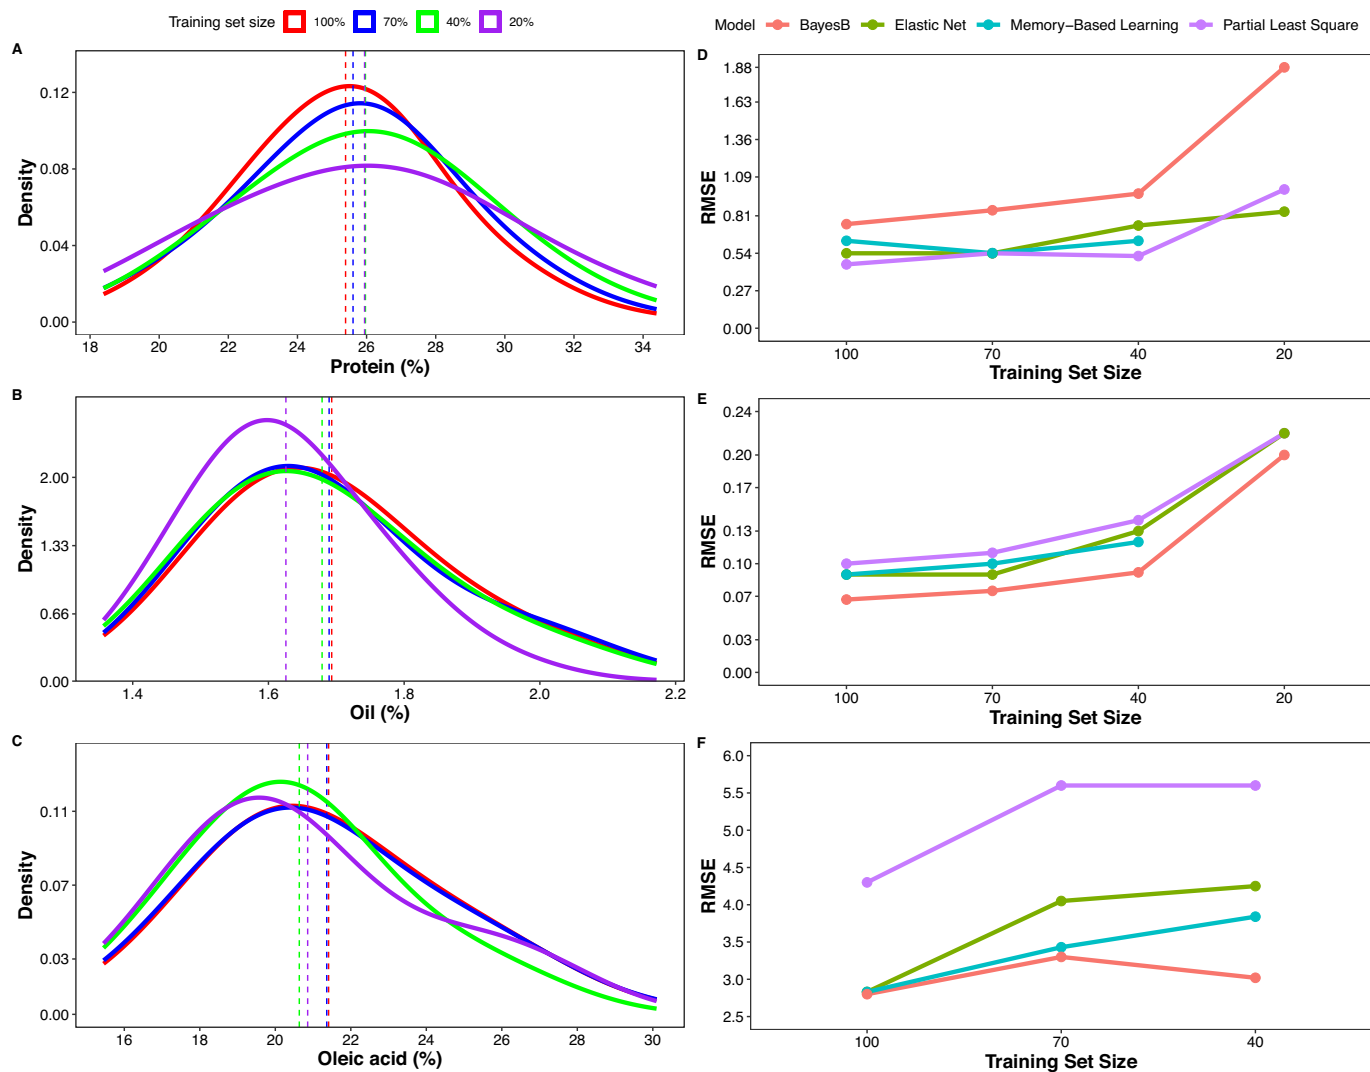 Training set size 100% 70% 40% 20%
Model BayesB Elastic Net Memory−Based Learning Partial Least Square
A
0.12
0.08
0.04
0.00
Density
18 20 22 24 26 28 30 32 34
Protein (%)
D
1.88
1.63
1.36
1.09
0.81
0.54
0.27
0.00
RMSE
100 70 40 20
Training Set Size
B
2.00
1.33
0.66
0.00
Density
1.4 1.6 1.8 2.0 2.2
Oil (%)
E
0.24
0.20
0.17
0.13
0.10
0.07
0.03
0.00
RMSE
100 70 40 20
Training Set Size
C
0.11
0.07
0.03
0.00
Density
16 18 20 22 24 26 28 30
Oleic acid (%)
F
6.0
5.5
5.0
4.5
4.0
3.5
3.0
2.5
RMSE
100 70 40
Training Set Size